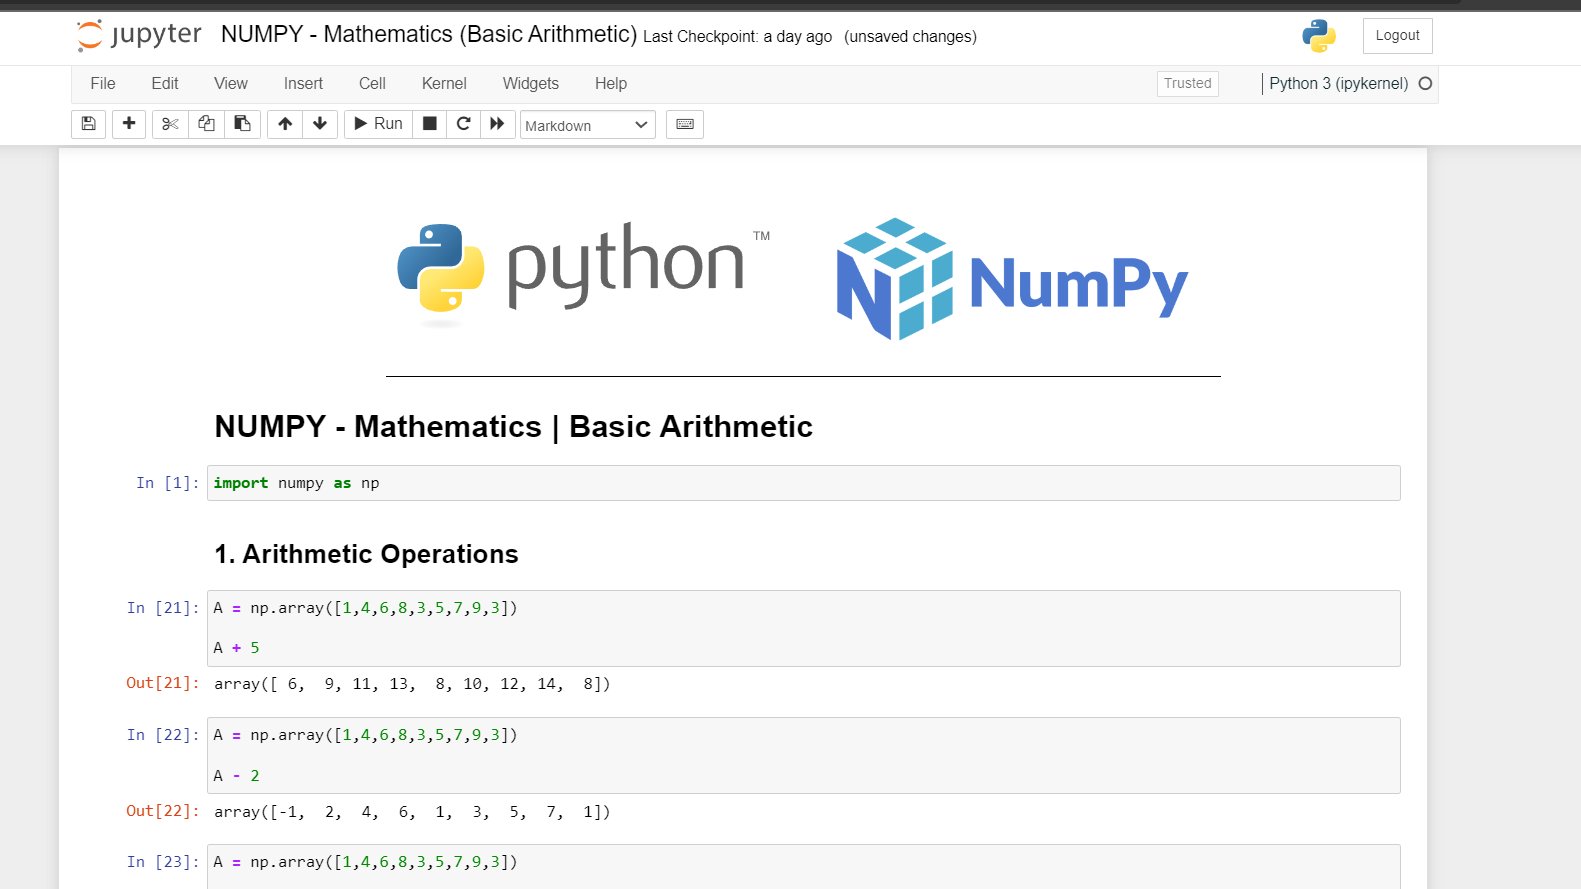 jupyter NUMPY - Mathematics (Basic Arithmetic) Last Checkpoint: a day ago (unsaved changes) Logout
File Edit View Insert Cell Kernel Widgets Help Trusted Python 3 (ipykernel)
Run Markdown
python TM NumPy
NUMPY - Mathematics | Basic Arithmetic
In [1]: import numpy as np
1. Arithmetic Operations
In [21]: A = np.array([1,4,6,8,3,5,7,9,3])
A + 5
Out[21]: array([ 6,  9, 11, 13,  8, 10, 12, 14,  8])
In [22]: A = np.array([1,4,6,8,3,5,7,9,3])
A - 2
Out[22]: array([-1,  2,  4,  6,  1,  3,  5,  7,  1])
In [23]: A = np.array([1,4,6,8,3,5,7,9,3])